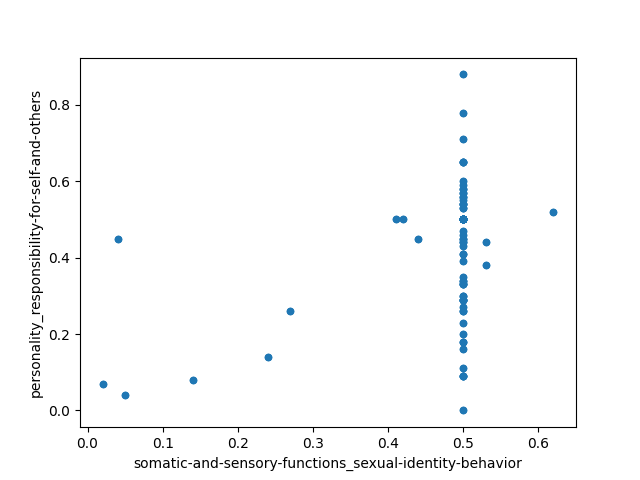 personality_responsibility-for-self-and-others
0.8
0.6
0.4
0.2
0.0
0.0 0.1 0.2 0.3 0.4 0.5 0.6
somatic-and-sensory-functions_sexual-identity-behavior